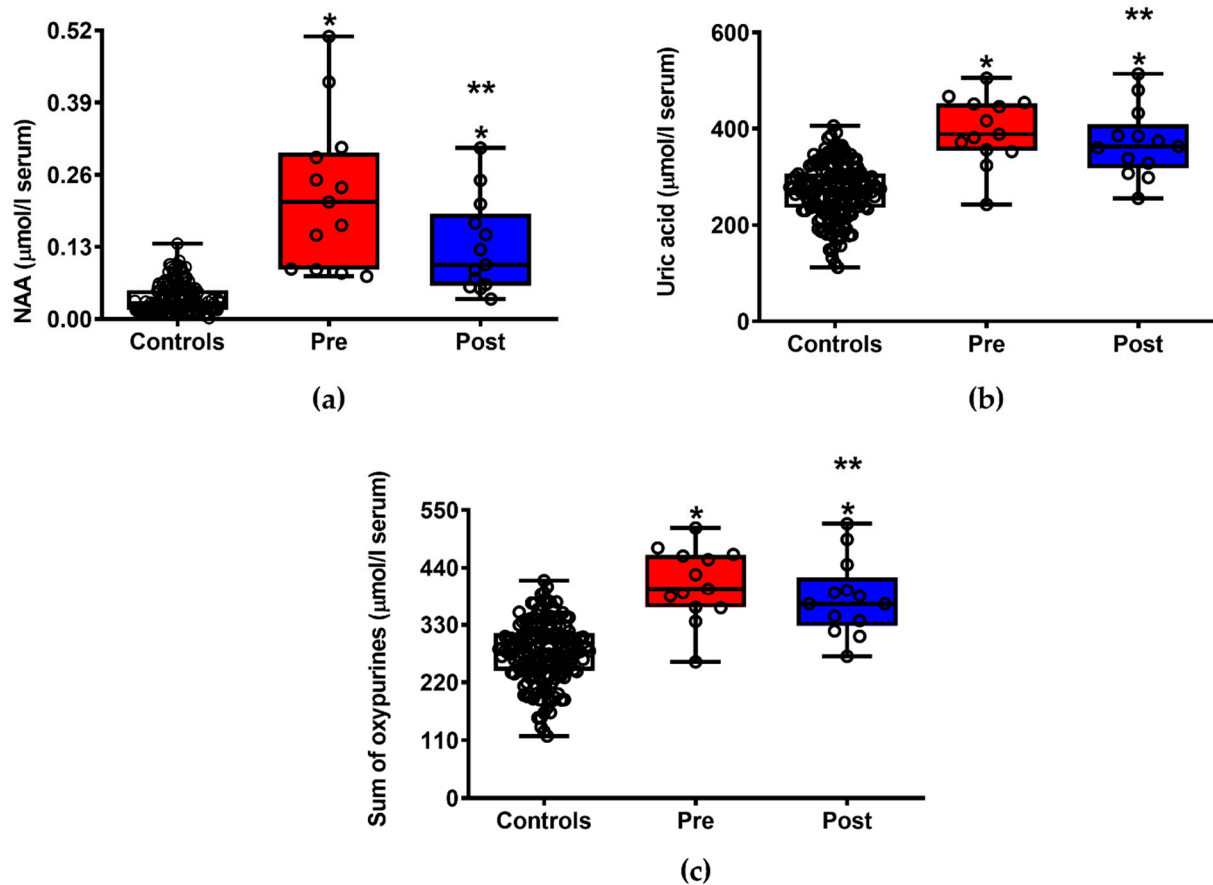 NAA (μmol/l serum)
0.52
0.39
0.26
0.13
0.00
*
**
*
Controls
Pre
Post
(a)
Uric acid (μmol/l serum)
600
400
200
0
*
**
*
Controls
Pre
Post
(b)
Sum of oxypurines (μmol/l serum)
550
440
330
220
110
0
*
**
*
Controls
Pre
Post
(c)